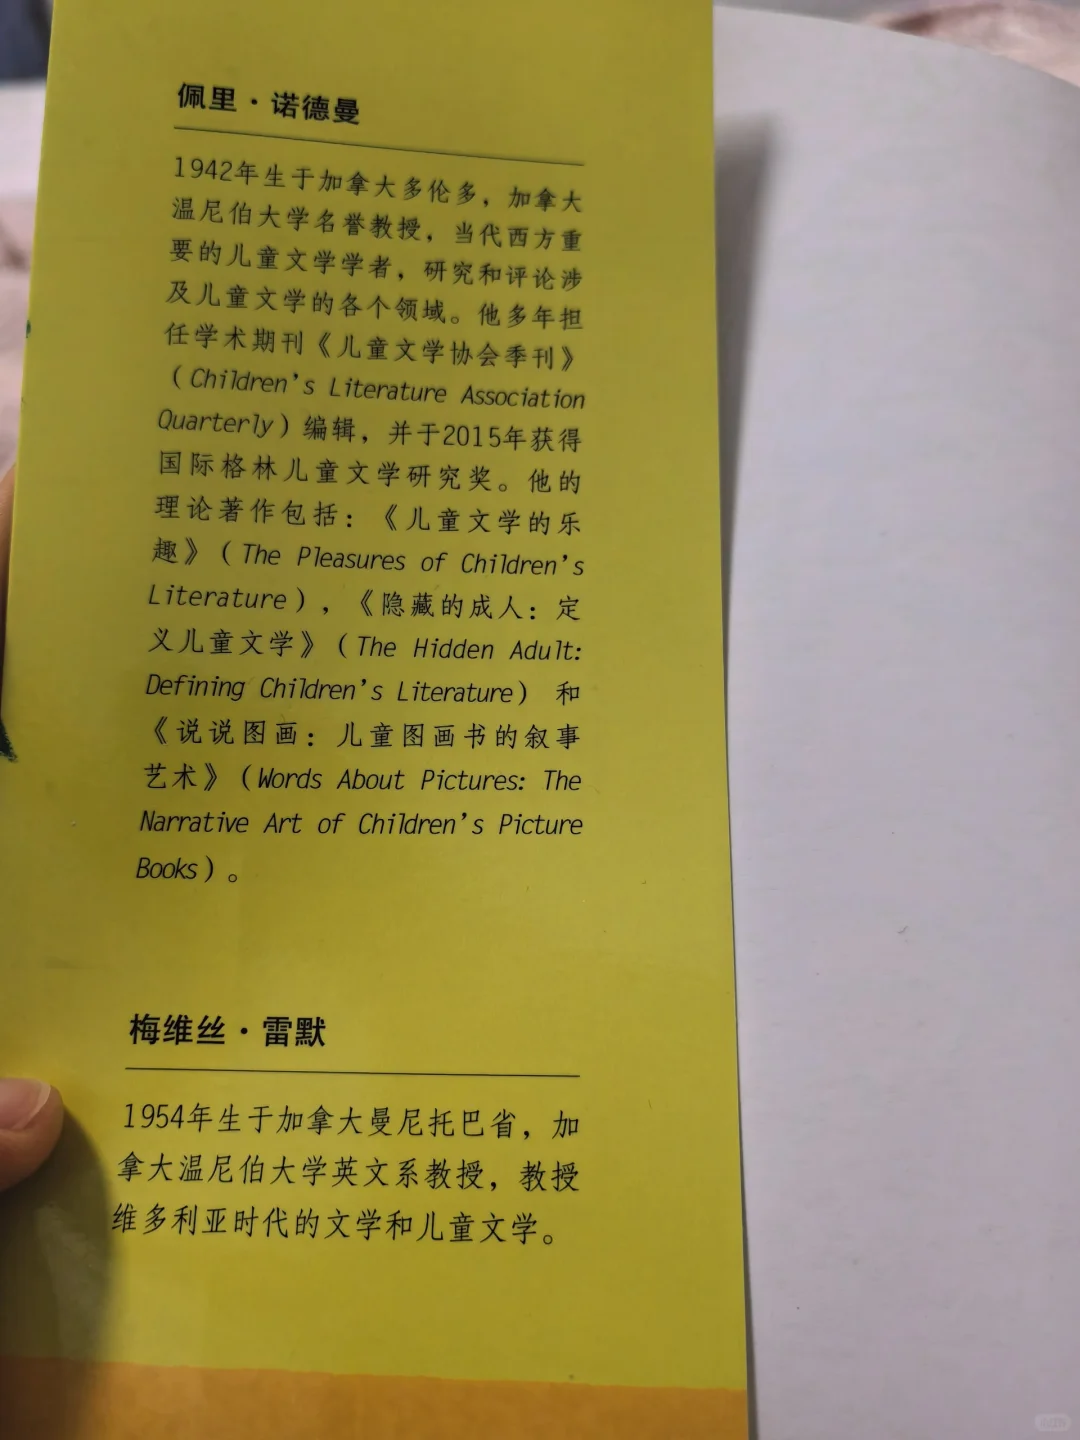 佩里·诺德曼
1942年生于加拿大多伦多，加拿大
温尼伯大学名誉教授，当代西方重
要的儿童文学学者，研究和评论涉
及儿童文学的各个领域。他多年担
任学术期刊《儿童文学协会季刊》
（Children's Literature Association
Quarterly）编辑，并于2015年获得
国际格林儿童文学研究奖。他的
理论著作包括：《儿童文学的乐
趣》（The Pleasures of Children's
Literature），《隐藏的成人：定
义儿童文学》（The Hidden Adult:
Defining Children's Literature）和
《说说图画：儿童图画书的叙事
艺术》（Words About Pictures: The
Narrative Art of Children's Picture
Books）。
梅维丝·雷默
1954年生于加拿大曼尼托巴省，加
拿大温尼伯大学英文系教授，教授
维多利亚时代的文学和儿童文学。